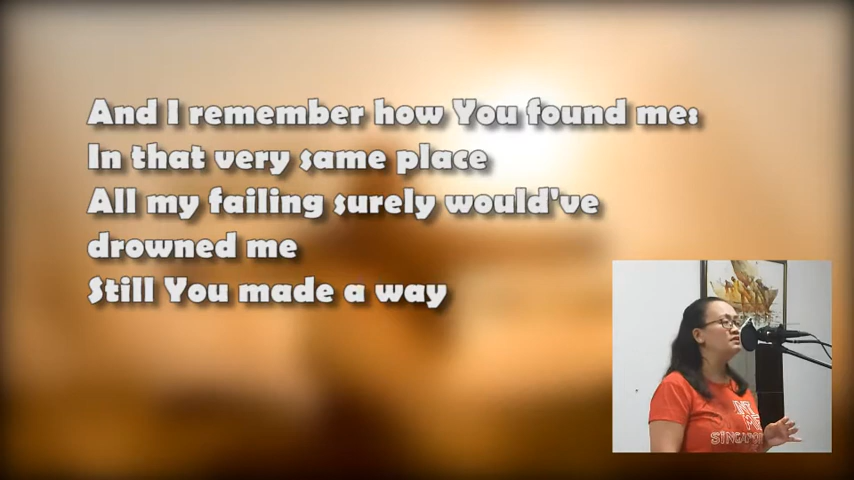 And I remember how You found me:
In that very same place
All my failing surely would've
drowned me
Still You made a way